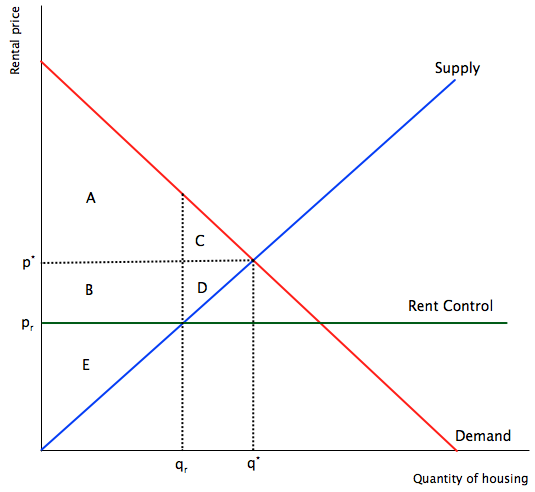 Rental price
Supply
A
C
p*
B
D
Rent Control
pr
E
Demand
qr
q*
Quantity of housing